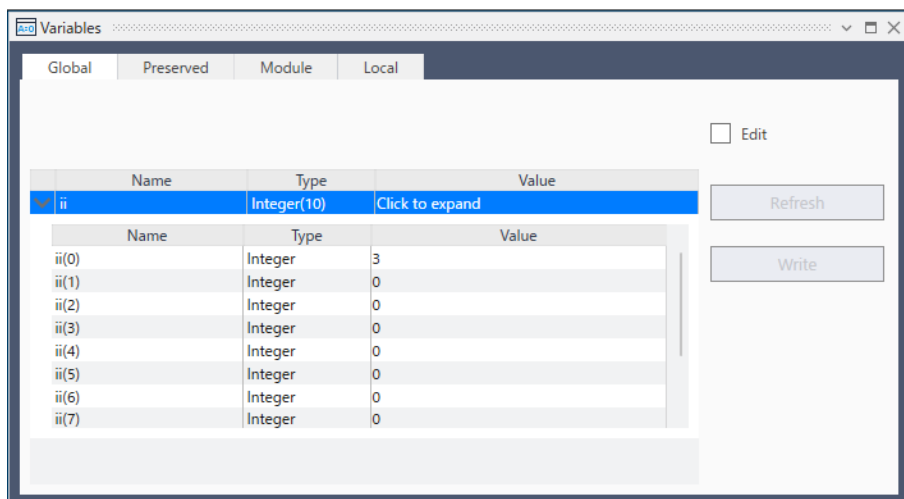 A=0 Variables
Global Preserved Module Local
Edit
Name Type Value
ii Integer(10) Click to expand
Refresh
Name Type Value
ii(0) Integer 3
Write
ii(1) Integer 0
ii(2) Integer 0
ii(3) Integer 0
ii(4) Integer 0
ii(5) Integer 0
ii(6) Integer 0
ii(7) Integer 0